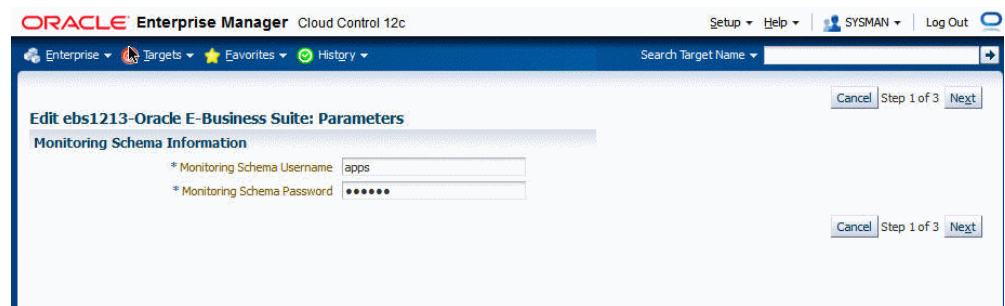 ORACLE Enterprise Manager Cloud Control 12c
Setup Help SYSMAN Log Out
Enterprise Targets Favorites History Search Target Name
Cancel Step 1 of 3 Next
Edit ebs1213-Oracle E-Business Suite: Parameters
Monitoring Schema Information
* Monitoring Schema Username apps
* Monitoring Schema Password ••••••
Cancel Step 1 of 3 Next